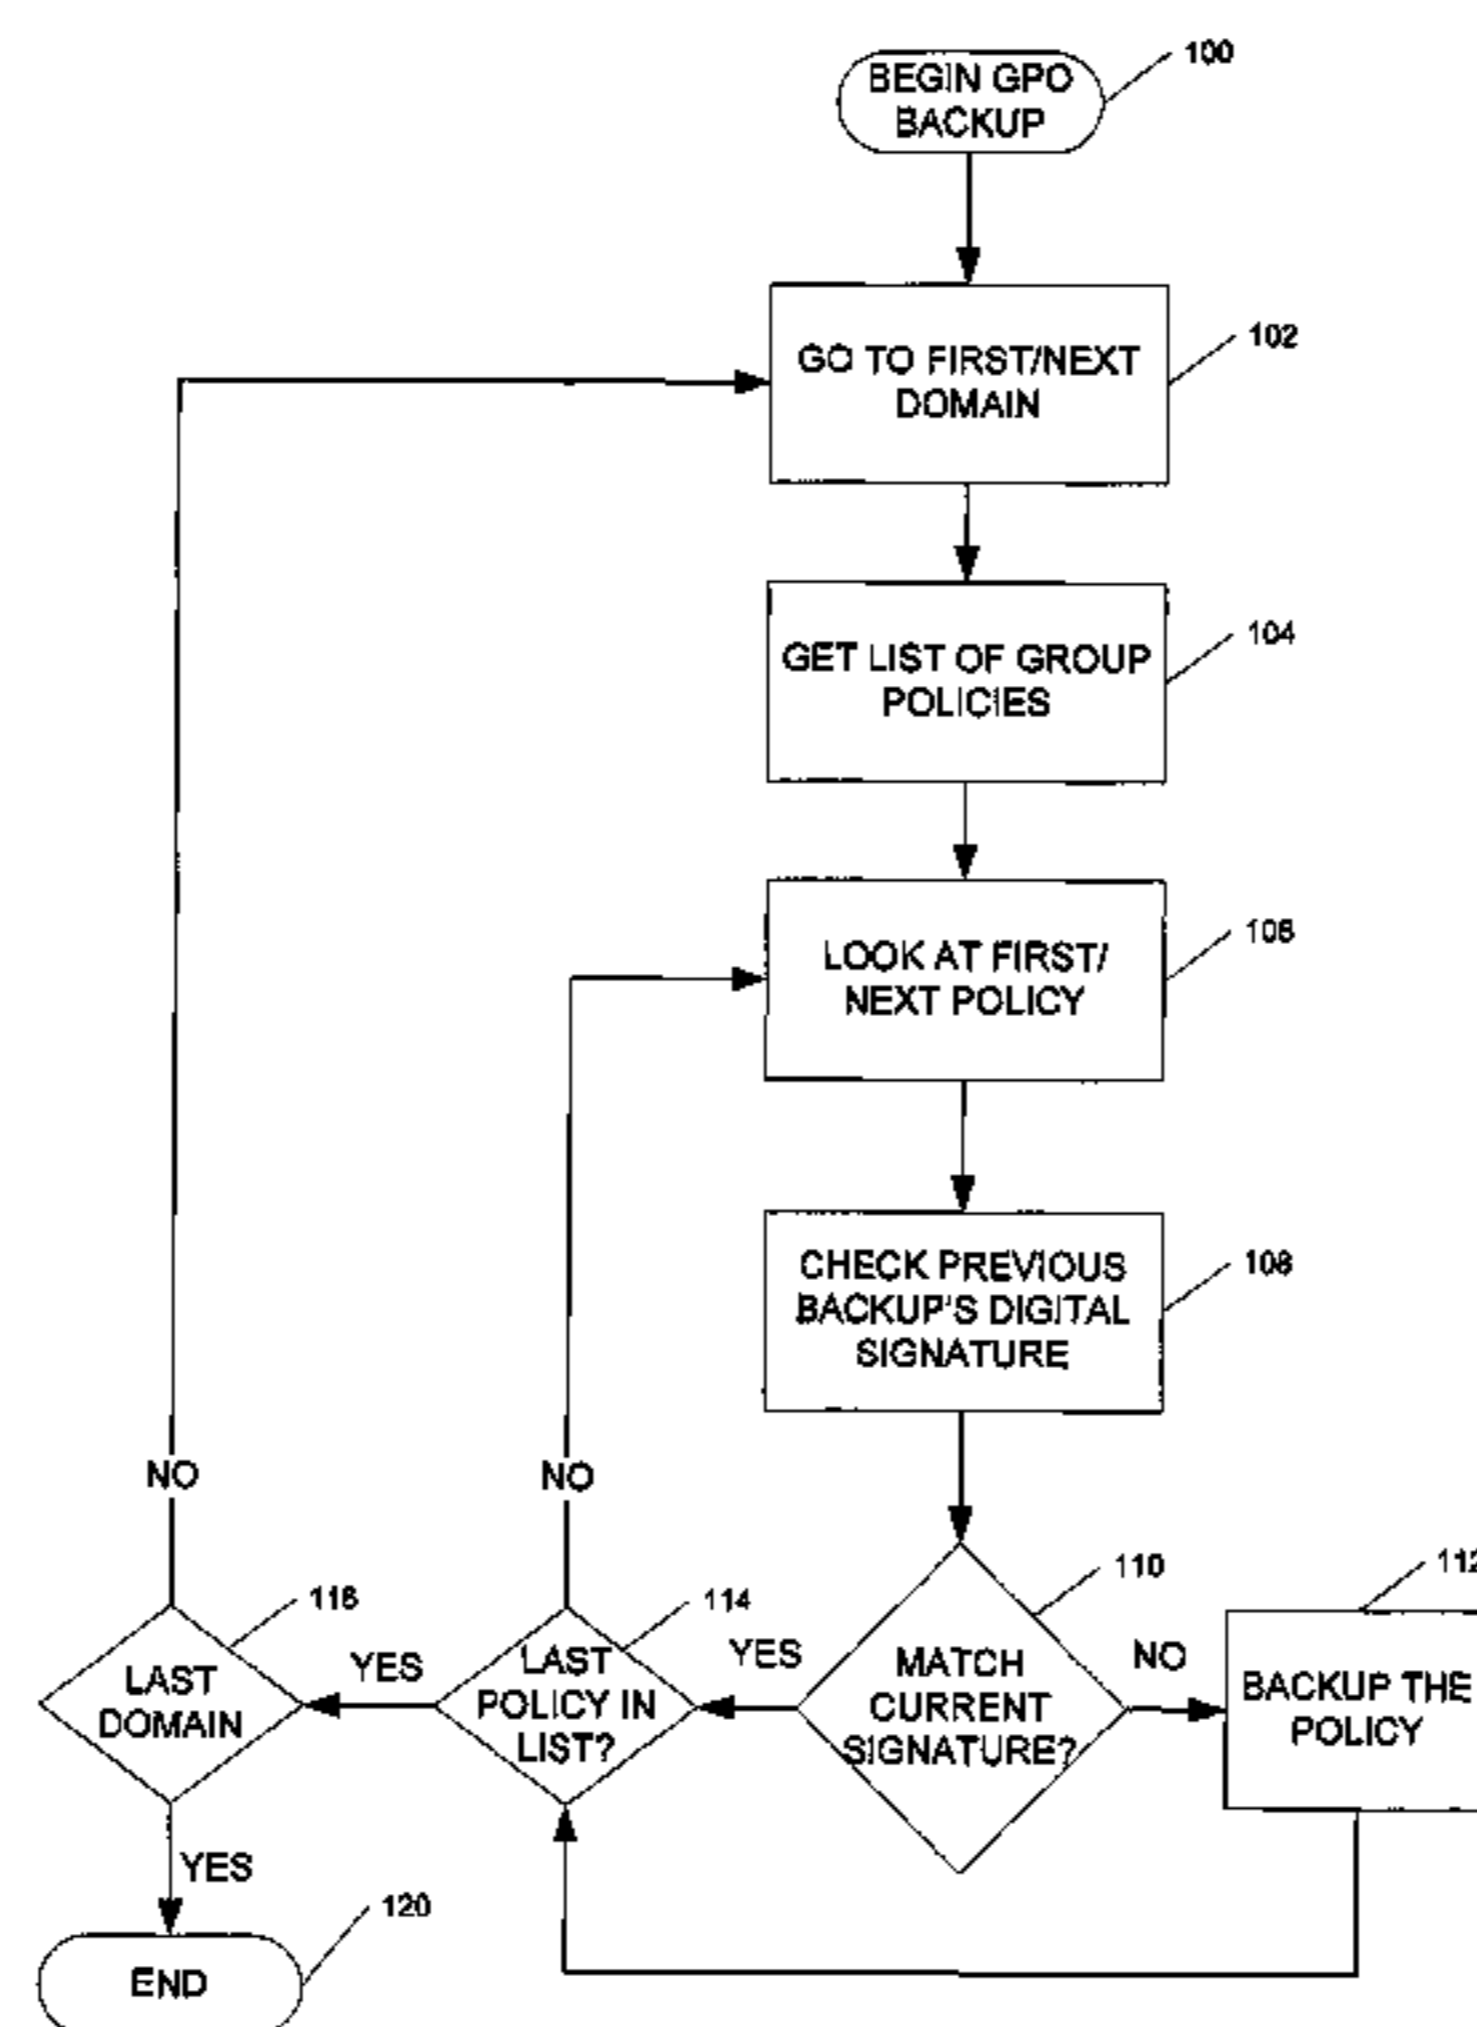 100
BEGIN GPO
BACKUP
102
GO TO FIRST/NEXT
DOMAIN
104
GET LIST OF GROUP
POLICIES
106
LOOK AT FIRST/
NEXT POLICY
108
CHECK PREVIOUS
BACKUP'S DIGITAL
SIGNATURE
NO
NO
110
112
116
114
YES
YES
NO
LAST
DOMAIN
LAST
POLICY IN
LIST?
MATCH
CURRENT
SIGNATURE?
BACKUP THE
POLICY
YES
120
END